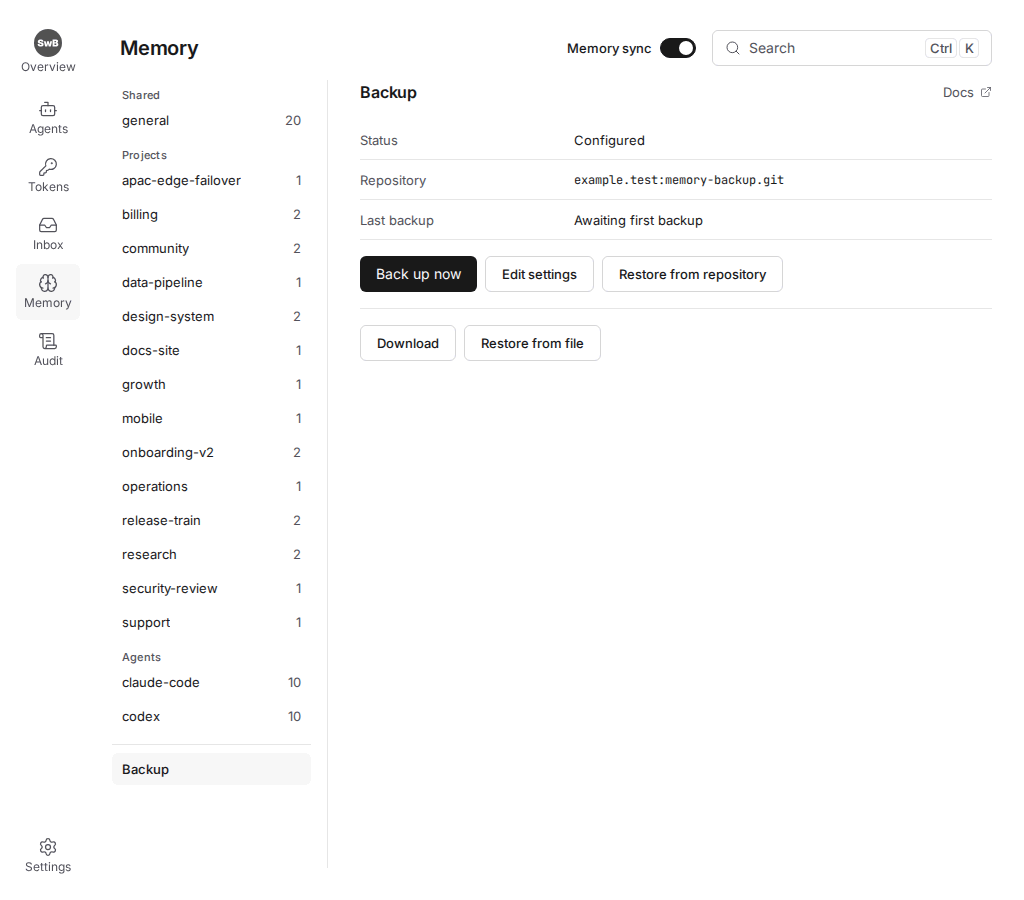 SwB
Overview
Agents
Tokens
Inbox
Memory
Audit
Settings
Memory
Memory sync
Search
Ctrl K
Shared
general 20
Projects
apac-edge-failover 1
billing 2
community 2
data-pipeline 1
design-system 2
docs-site 1
growth 1
mobile 1
onboarding-v2 2
operations 1
release-train 2
research 2
security-review 1
support 1
Agents
claude-code 10
codex 10
Backup
Backup
Docs
Status Configured
Repository example.test:memory-backup.git
Last backup Awaiting first backup
Back up now Edit settings Restore from repository
Download Restore from file